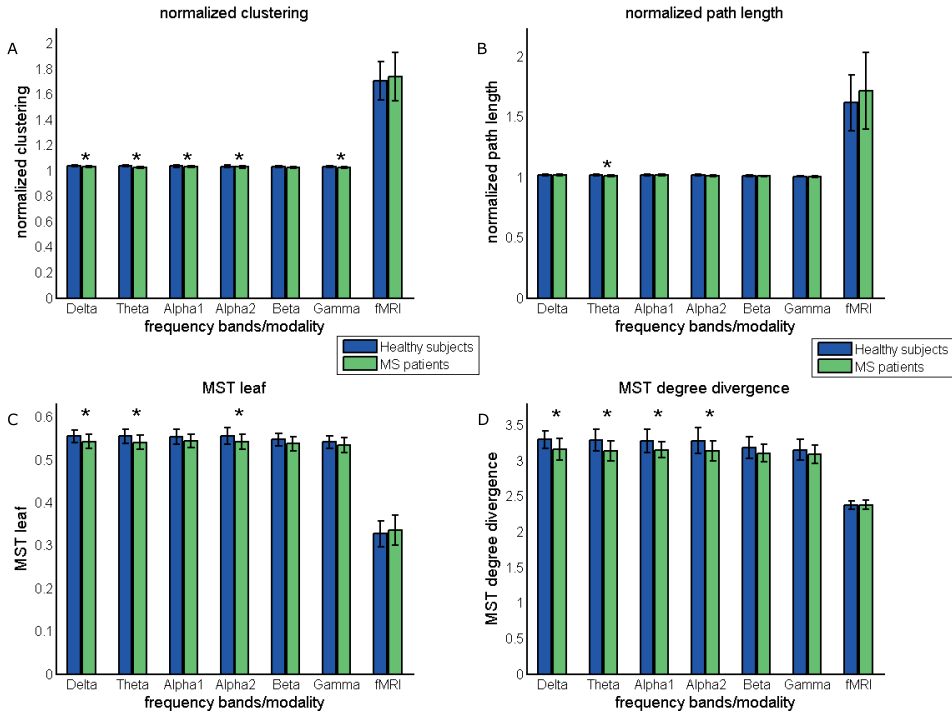 normalized clustering
A
normalized clustering
2
1.8
1.6
1.4
1.2
1
0.8
0.6
0.4
0.2
0
* * * * *
Delta Theta Alpha1 Alpha2 Beta Gamma fMRI
frequency bands/modality
normalized path length
B
normalized path length
2
1.5
1
0.5
0
*
Delta Theta Alpha1 Alpha2 Beta Gamma fMRI
frequency bands/modality
Healthy subjects
MS patients
Healthy subjects
MS patients
MST leaf
C
MST leaf
0.6
0.5
0.4
0.3
0.2
0.1
0
* * *
Delta Theta Alpha1 Alpha2 Beta Gamma fMRI
frequency bands/modality
MST degree divergence
D
MST degree divergence
3.5
3
2.5
2
1.5
1
0.5
0
* * * *
Delta Theta Alpha1 Alpha2 Beta Gamma fMRI
frequency bands/modality